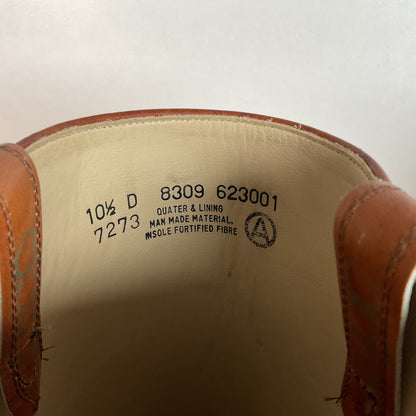 10½ D 8309 623001
7273 QUATER & LINING
MAN MADE MATERIAL,
INSOLE FORTIFIED FIBRE
A